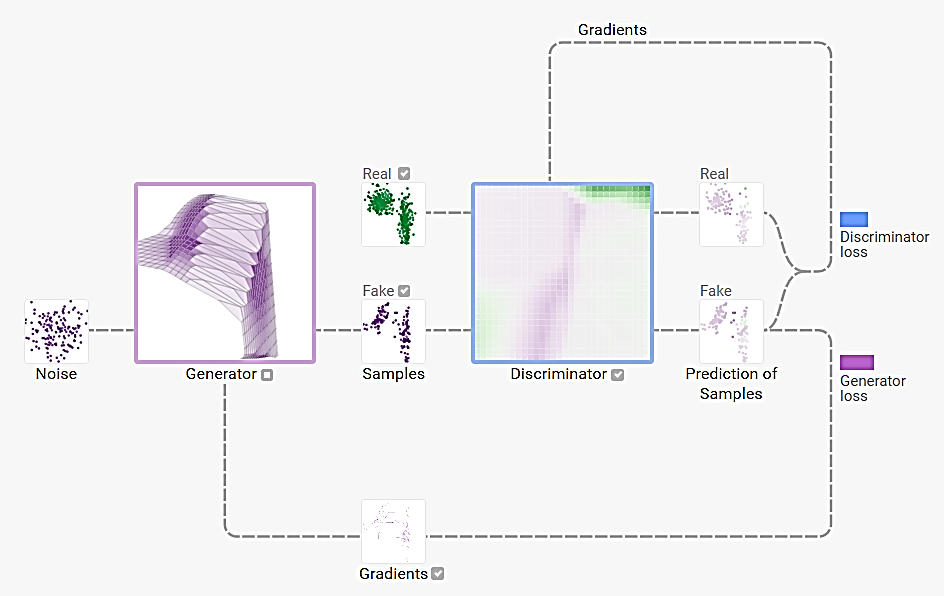 Gradients
Real
Real
Discriminator
loss
Fake
Fake
Noise
Generator
Samples
Discriminator
Prediction of
Samples
Generator
loss
Gradients